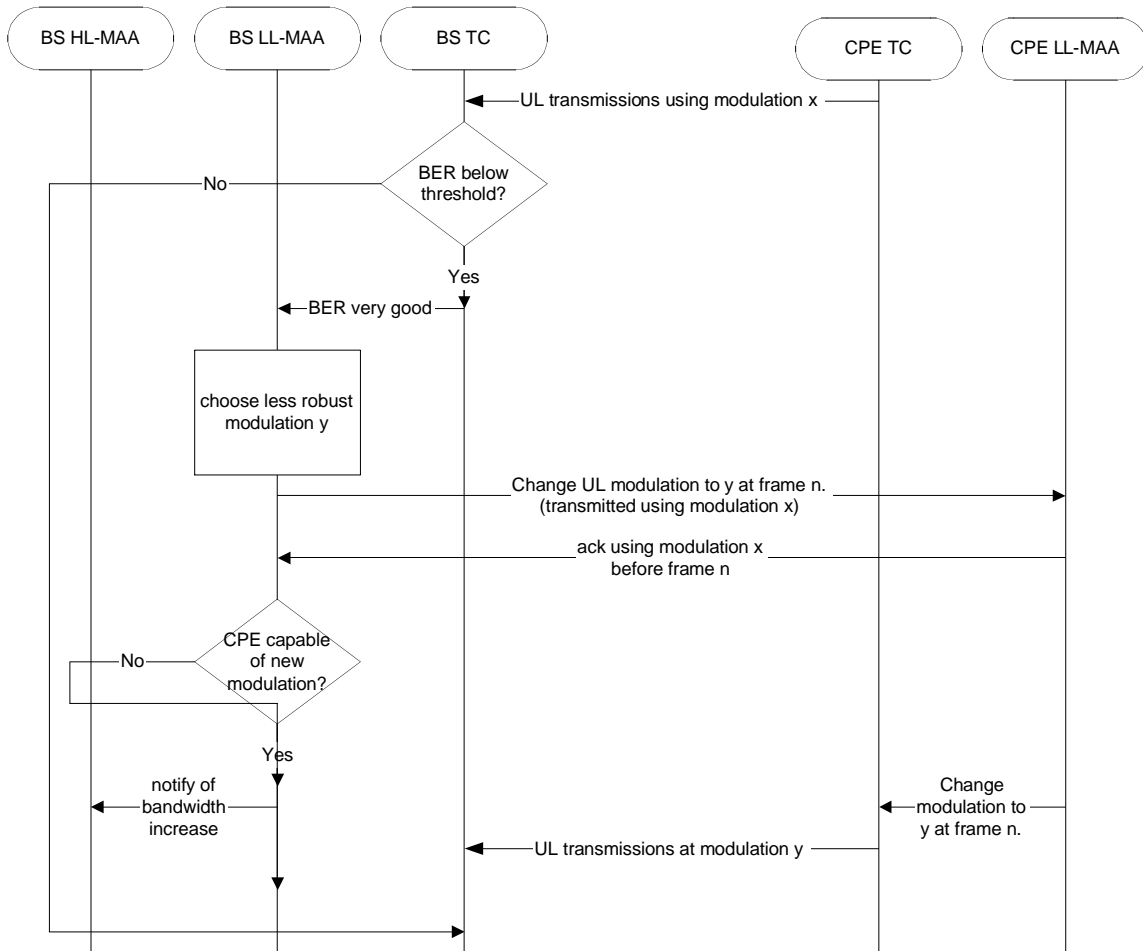 BS HL-MAA
BS LL-MAA
BS TC
CPE TC
CPE LL-MAA
UL transmissions using modulation x
BER below
threshold?
No
Yes
BER very good
choose less robust
modulation y
Change UL modulation to y at frame n.
(transmitted using modulation x)
ack using modulation x
before frame n
CPE capable
of new
modulation?
No
Yes
notify of
bandwidth
increase
Change
modulation to
y at frame n.
UL transmissions at modulation y